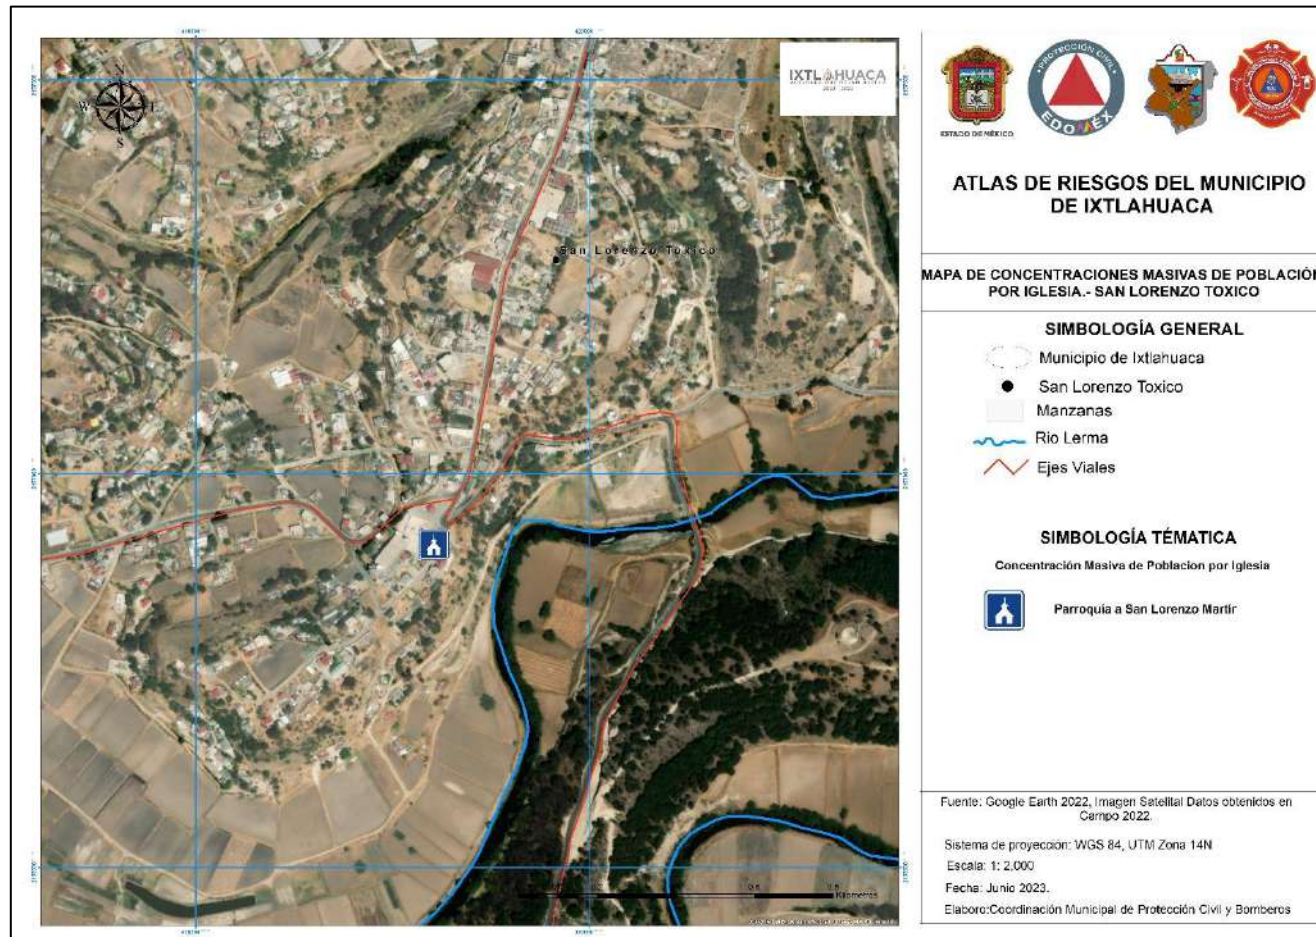 N
W E
S
IXTLAHUACA
San Lorenzo Toxico
Kilometros
ESTADO DE MÉXICO
PROTECCIÓN CIVIL
EDOMÉX
ATLAS DE RIESGOS DEL MUNICIPIO
DE IXTLAHUACA
MAPA DE CONCENTRACIONES MASIVAS DE POBLACIÓN
POR IGLESIA.- SAN LORENZO TOXICO
SIMBOLOGÍA GENERAL
Municipio de Ixtlahuaca
San Lorenzo Toxico
Manzanas
Rio Lerma
Ejes Viales
SIMBOLOGÍA TÉMATICA
Concentración Masiva de Poblacion por Iglesia
Parroquia a San Lorenzo Martír
Fuente: Google Earth 2022, Imagen Satelital Datos obtenidos en
Campo 2022.
Sistema de proyección: WGS 84, UTM Zona 14N
Escala: 1: 2,000
Fecha: Junio 2023.
Elaboro:Coordinación Municipal de Protección Civil y Bomberos